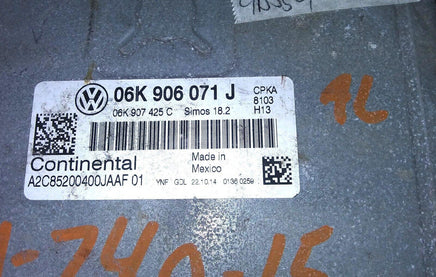 06K 906 071 J CPKA
06K 907 425 C Simos 18.2 8103
H13
Continental Made in
Mexico
A2C85200400JAAF 01 YNF GDL 22.10.14 0136 0259
9L